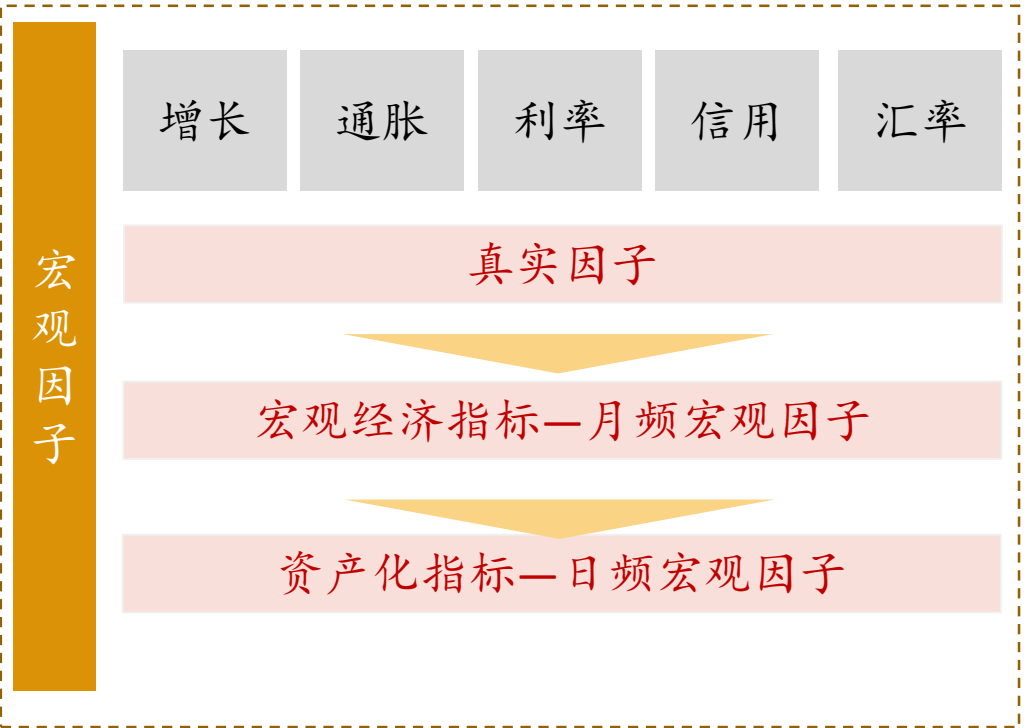 宏观因子
增长
通胀
利率
信用
汇率
真实因子
宏观经济指标—月频宏观因子
资产化指标—日频宏观因子